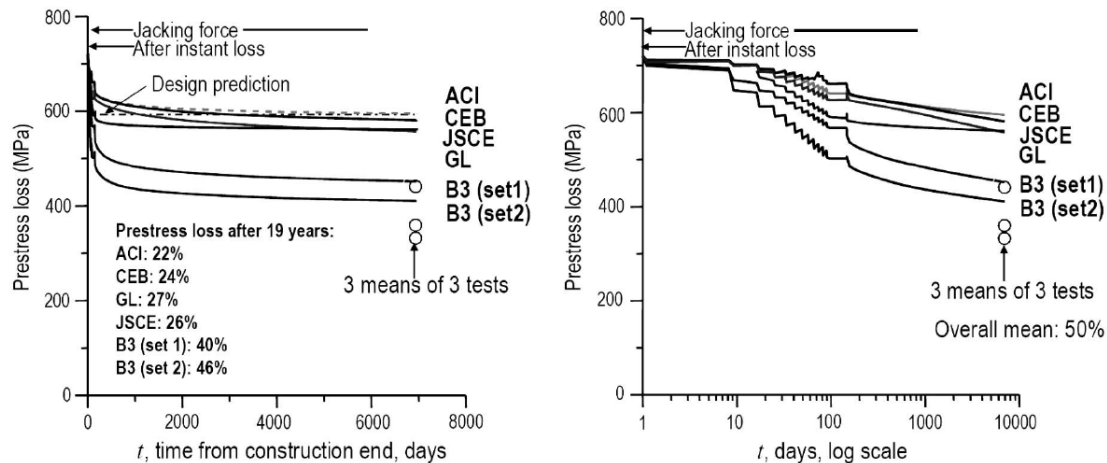 800
600
400
200
0
Prestress loss (MPa)
Jacking force
After instant loss
Design prediction
ACI
CEB
JSCE
GL
B3 (set1)
B3 (set2)
Prestress loss after 19 years:
ACI: 22%
CEB: 24%
GL: 27%
JSCE: 26%
B3 (set 1): 40%
B3 (set 2): 46%
3 means of 3 tests
0 2000 4000 6000 8000
t, time from construction end, days
800
600
400
200
0
Prestress loss (MPa)
Jacking force
After instant loss
ACI
CEB
JSCE
GL
B3 (set1)
B3 (set2)
3 means of 3 tests
Overall mean: 50%
1 10 100 1000 10000
t, days, log scale